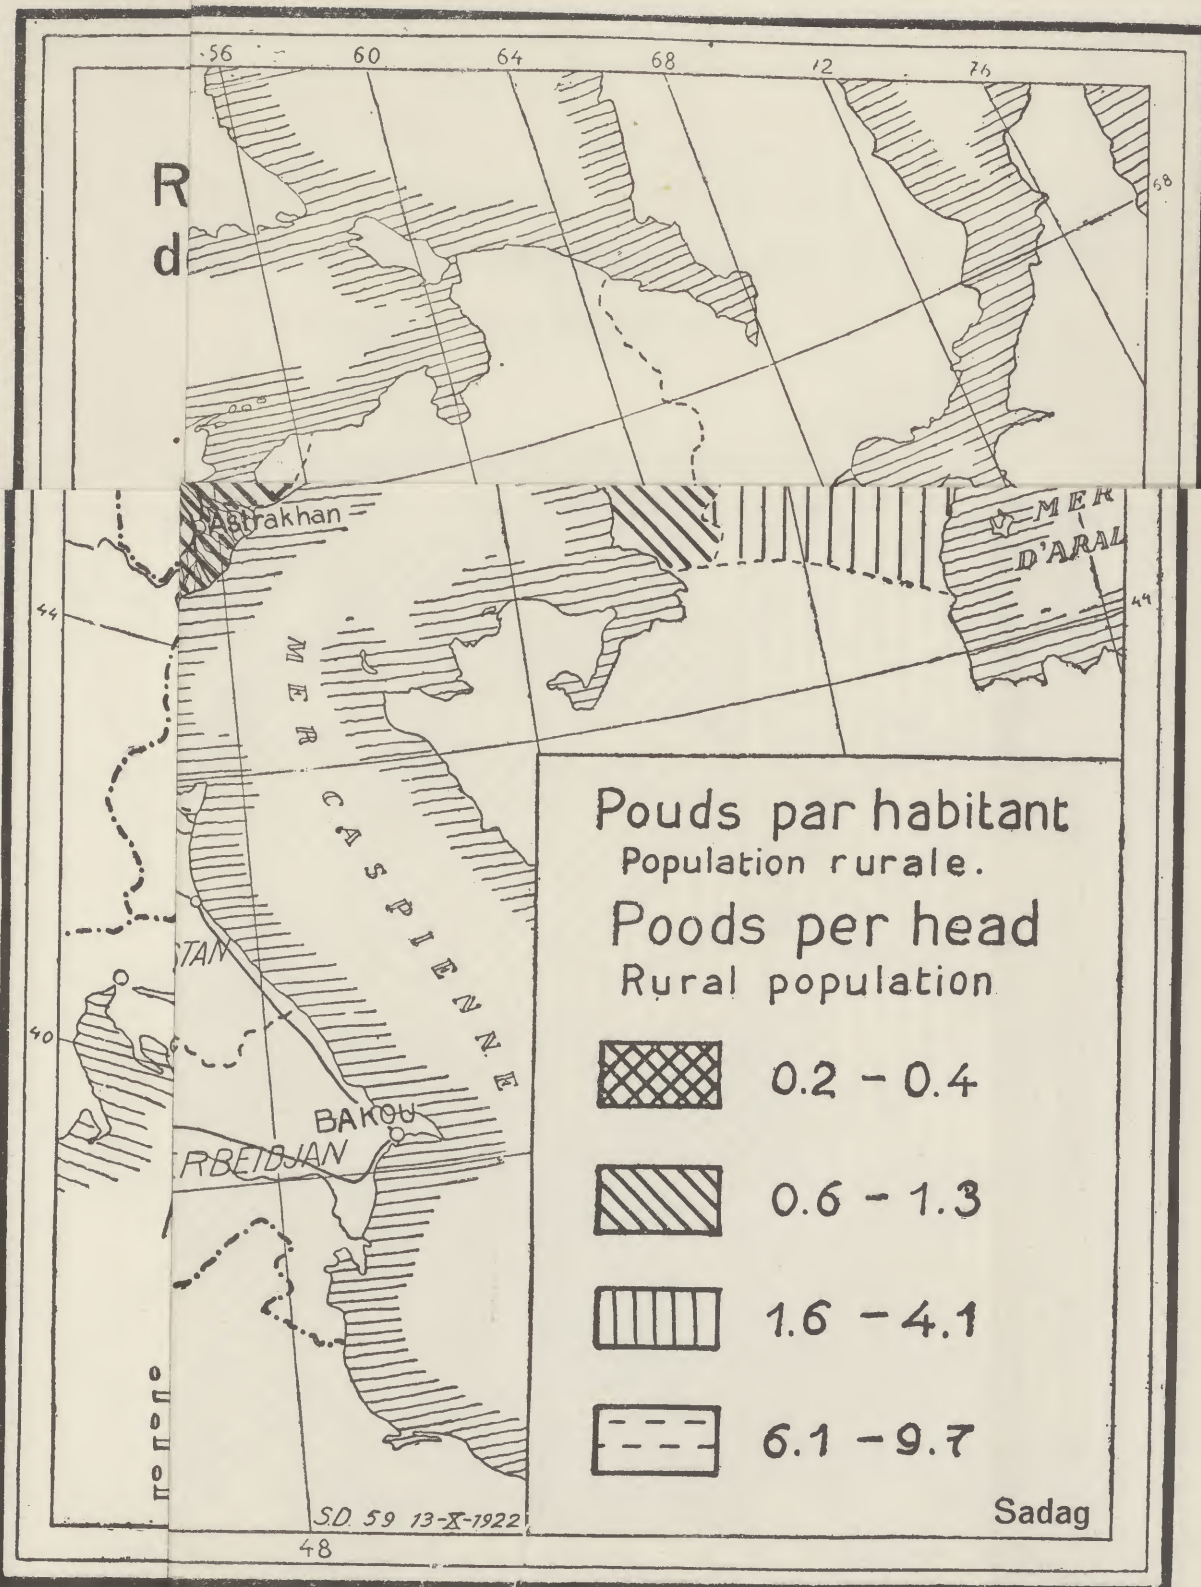 56 60 64 68 72 76
R
d
68
Astrakhan
MER
D'ARAL
44
44
MER CASPIENNE
STAN
40
BAKOU
RBEIDJAN
Pouds par habitant
Population rurale.
Poods per head
Rural population
0.2 – 0.4
0.6 – 1.3
1.6 – 4.1
6.1 – 9.7
S.D. 59 13-X-1922
Sadag
48